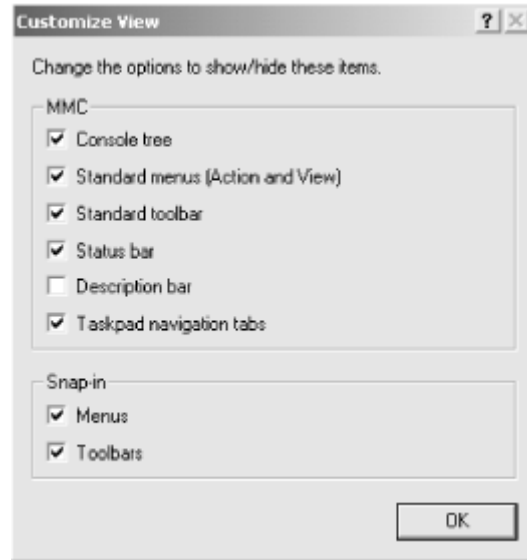 Customize View
Change the options to show/hide these items.
MMC
Console tree
Standard menus (Action and View)
Standard toolbar
Status bar
Description bar
Taskpad navigation tabs
Snap-in
Menus
Toolbars
OK